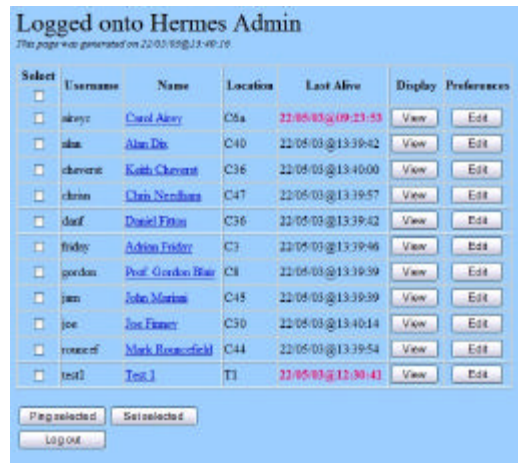 Logged onto Hermes Admin
This page was generated on 22/05/03@13:40:16
Select Username Name Location Last Alive Display Preferences
Carol Airey C6a 22/05/03@09:23:53 View Edit
alan Alan Dix C40 22/05/03@13:39:42 View Edit
cheverst Keith Cheverst C36 22/05/03@13:40:00 View Edit
chrisn Chris Needham C47 22/05/03@13:39:57 View Edit
danf Daniel Fitton C36 22/05/03@13:39:42 View Edit
friday Adrian Friday C3 22/05/03@13:39:46 View Edit
gordon Prof. Gordon Blair C8 22/05/03@13:39:39 View Edit
jam John Mariani C45 22/05/03@13:39:39 View Edit
joe Joe Finney C30 22/05/03@13:40:14 View Edit
rouncef Mark Rouncefield C44 22/05/03@13:39:54 View Edit
test1 Test 1 T1 22/05/03@12:30:41 View Edit
Ping selected Set selected
Log out